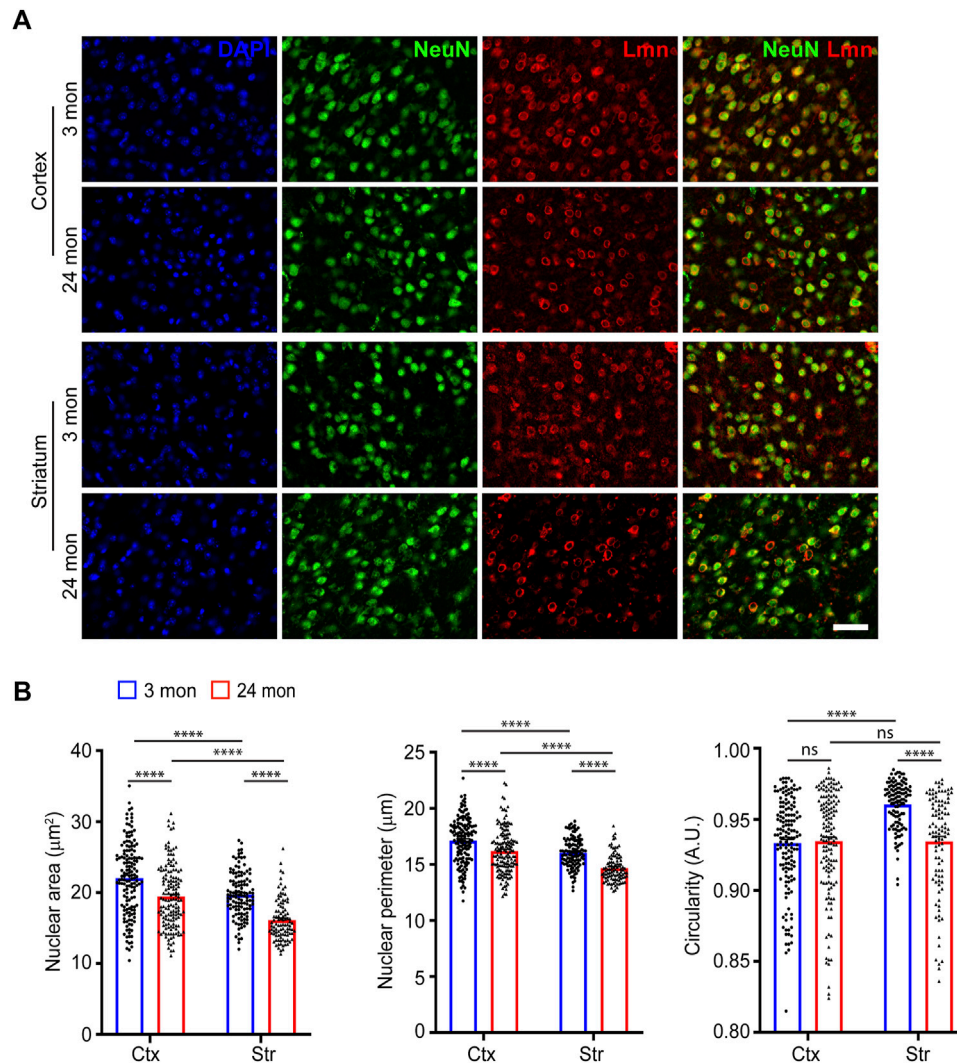 A
DAPI NeuN Lmn NeuN Lmn
Cortex
3 mon
24 mon
Striatum
3 mon
24 mon
B
3 mon 24 mon
Nuclear area (μm²)
40
30
20
10
0
****
****
**** ****
Ctx Str
Nuclear perimeter (μm)
25
20
15
10
5
0
****
****
**** ****
Ctx Str
Circularity (A.U.)
1.00
0.95
0.90
0.85
0.80
****
ns
ns ****
Ctx Str